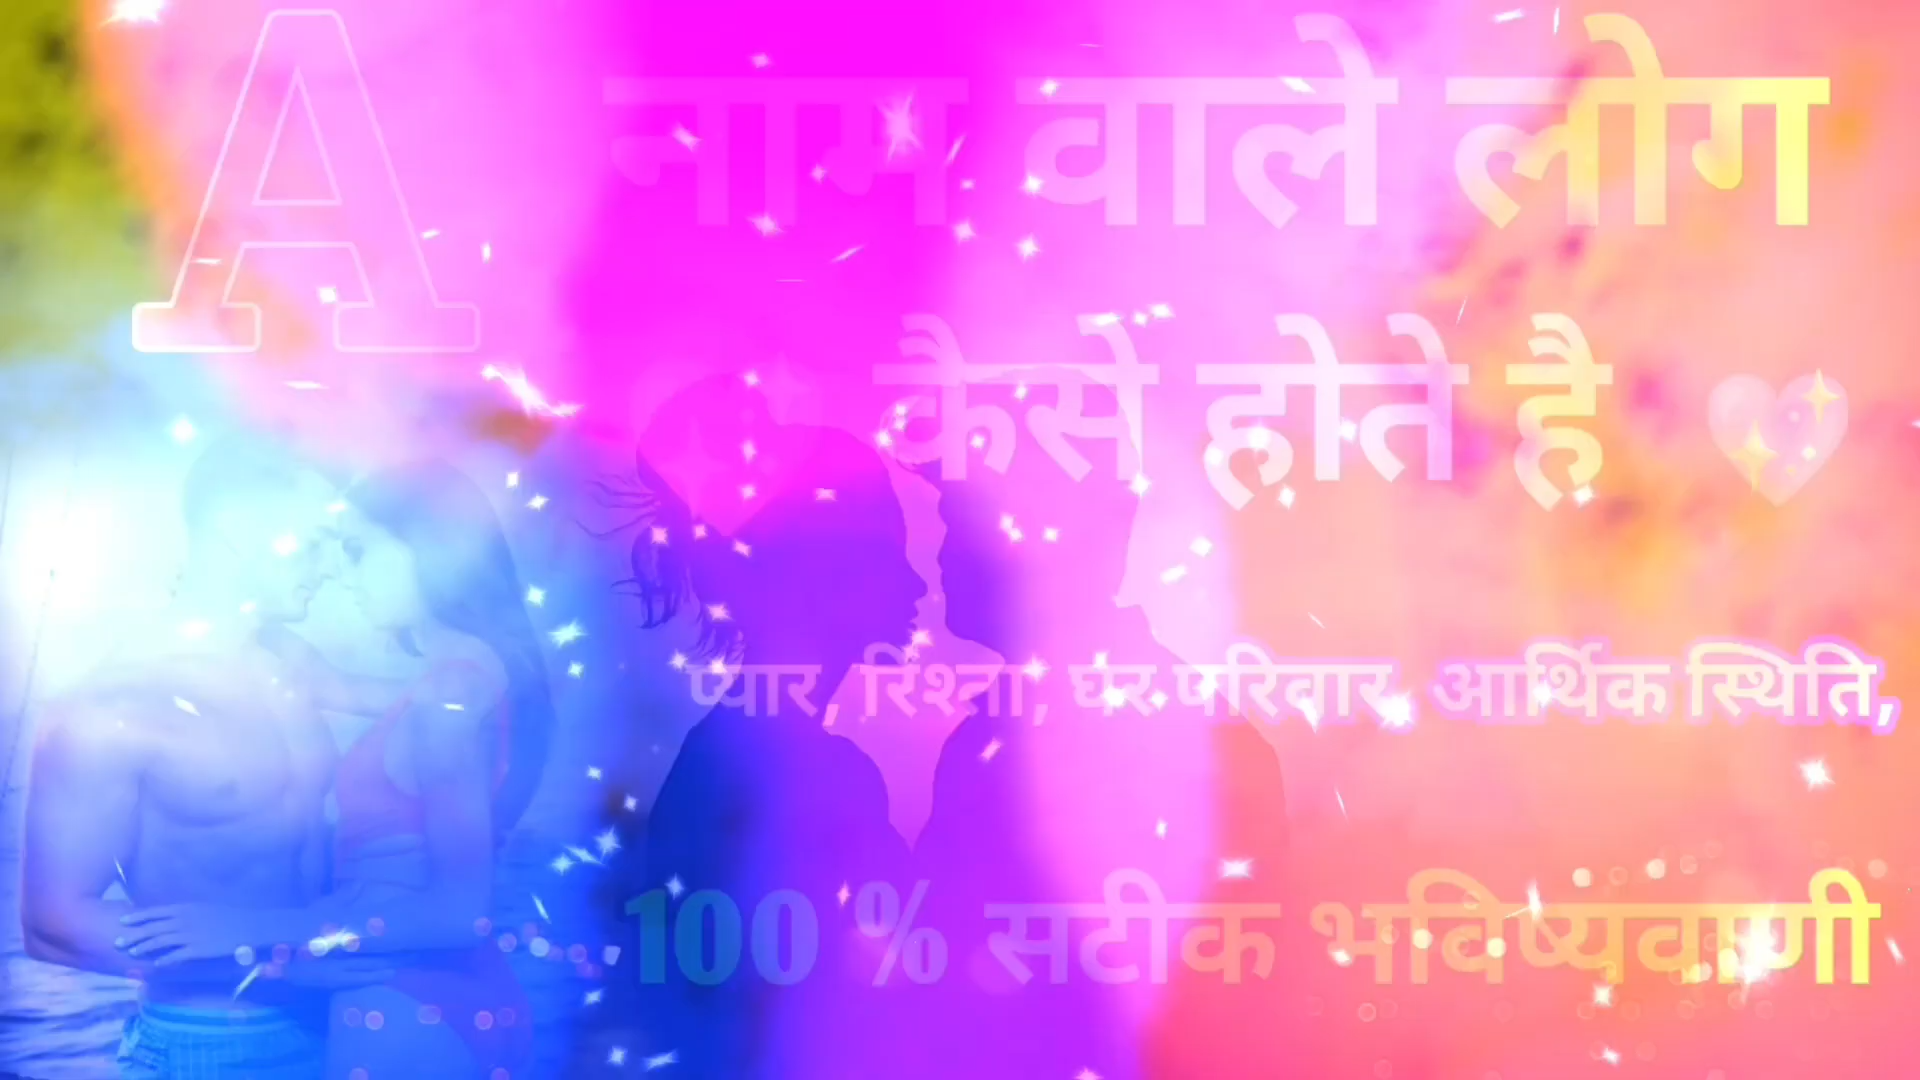 A नाम वाले लोग
कैसे होते है
प्यार, रिश्ता, घर परिवार, आर्थिक स्थिति,
100 % सटीक भविष्यवाणी